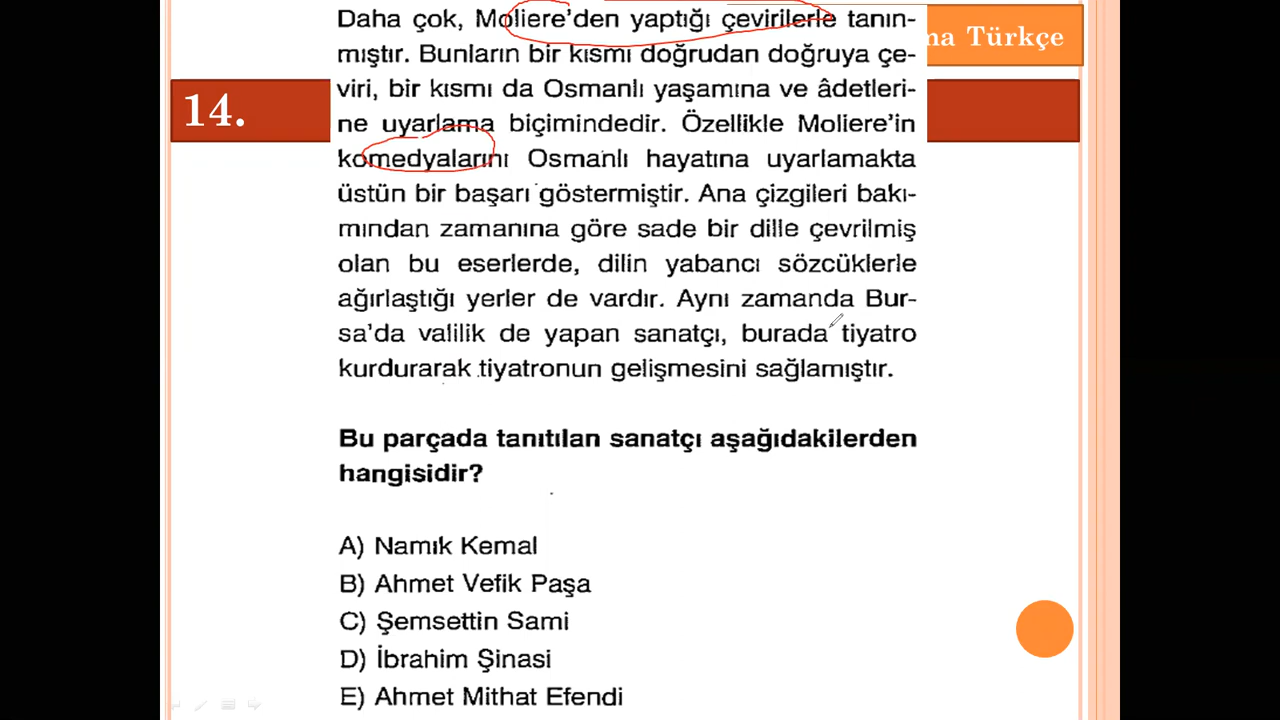 Daha çok, Moliere'den yaptığı çevirilerle tanın-
mıştır. Bunların bir kısmı doğrudan doğruya çe-
viri, bir kısmı da Osmanlı yaşamına ve âdetleri-
ne uyarlama biçimindedir. Özellikle Moliere'in
komedyalarını Osmanlı hayatına uyarlamakta
üstün bir başarı göstermiştir. Ana çizgileri bakı-
mından zamanına göre sade bir dille çevrilmiş
olan bu eserlerde, dilin yabancı sözcüklerle
ağırlaştığı yerler de vardır. Aynı zamanda Bur-
sa'da valilik de yapan sanatçı, burada tiyatro
kurdurarak tiyatronun gelişmesini sağlamıştır.
ma Türkçe
14.
Bu parçada tanıtılan sanatçı aşağıdakilerden
hangisidir?
A) Namık Kemal
B) Ahmet Vefik Paşa
C) Şemsettin Sami
D) İbrahim Şinasi
E) Ahmet Mithat Efendi